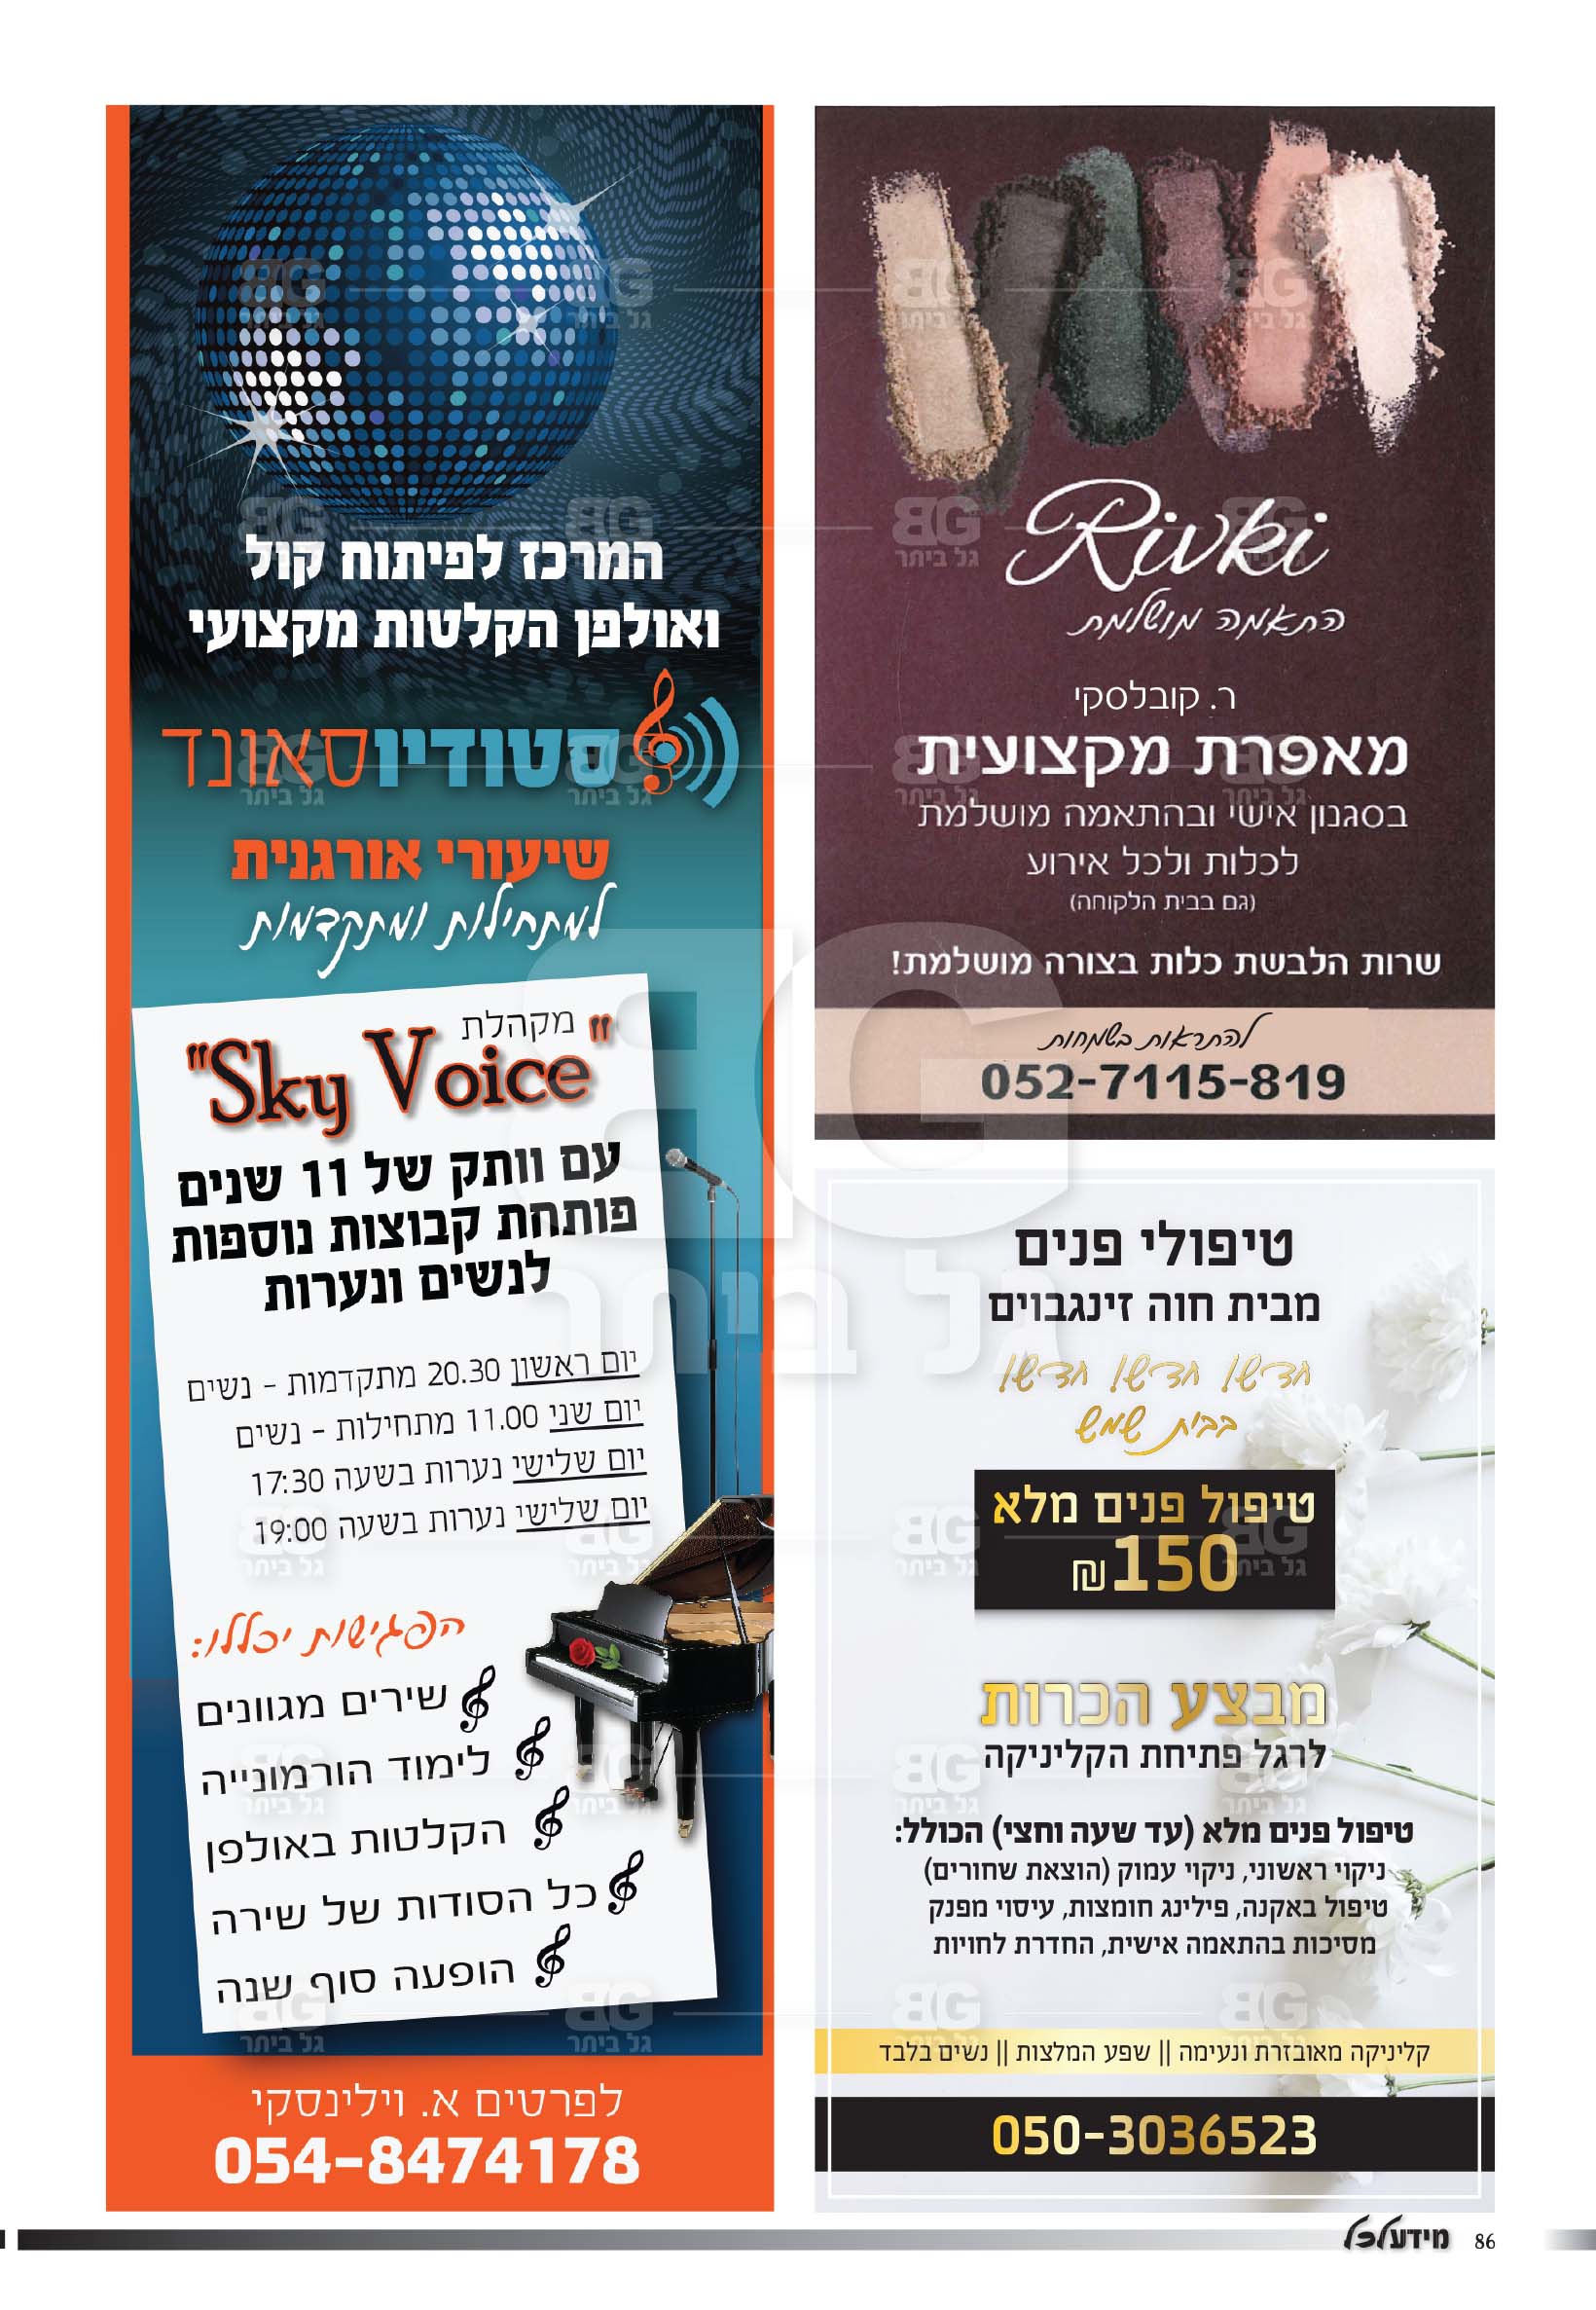 Rivki
התאמה מושלמת
ר. קובלסקי
מאפרת מקצועית
בסגנון אישי ובהתאמה מושלמת
לכלות ולכל אירוע
(גם בבית הלקוחה)
שרות הלבשת כלות בצורה מושלמת!
להתראות בשמחות
052-7115-819
טיפולי פנים
מבית חוה זינגבוים
חדש! חדש! חדש!
בבית שמש
טיפול פנים מלא
150₪
מבצע הכרות
לרגל פתיחת הקליניקה
טיפול פנים מלא (עד שעה וחצי) הכולל:
ניקוי ראשוני, ניקוי עמוק (הוצאת שחורים)
טיפול באקנה, פילינג חומצות, עיסוי מפנק
מסיכות בהתאמה אישית, החדרת לחויות
קליניקה מאובזרת ונעימה || שפע המלצות || נשים בלבד
050-3036523
המרכז לפיתוח קול
ואולפן הקלטות מקצועי
סטודיוסאונד
שיעורי אורגנית
למתחילות ומתקדמות
מקהלת
"Sky Voice"
עם וותק של 11 שנים
פותחת קבוצות נוספות
לנשים ונערות
יום ראשון 20.30 מתקדמות - נשים
יום שני 11.00 מתחילות - נשים
יום שלישי נערות בשעה 17:30
יום שלישי נערות בשעה 19:00
הפגישות יכללו:
שירים מגוונים
לימוד הורמונייה
הקלטות באולפן
כל הסודות של שירה
הופעה סוף שנה
לפרטים א. וילינסקי
054-8474178
BG
גל ביתר
מידע לכל
86